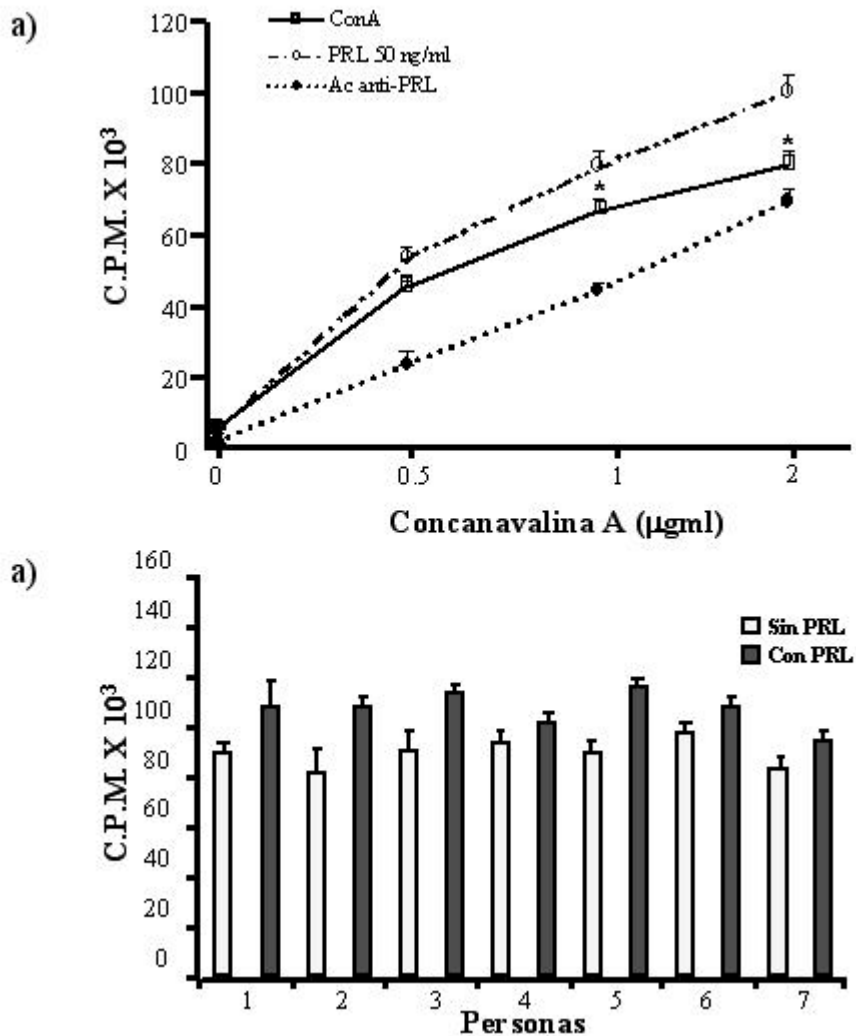 a)
120
100
80
60
40
20
0
C.P.M. X 10³
ConA
PRL 50 ng/ml
Ac anti-PRL
*
*
0 0.5 1 2
Concanavalina A (μgml)
a)
160
140
120
100
80
60
40
20
0
C.P.M. X 10³
Sin PRL
Con PRL
1 2 3 4 5 6 7
Personas